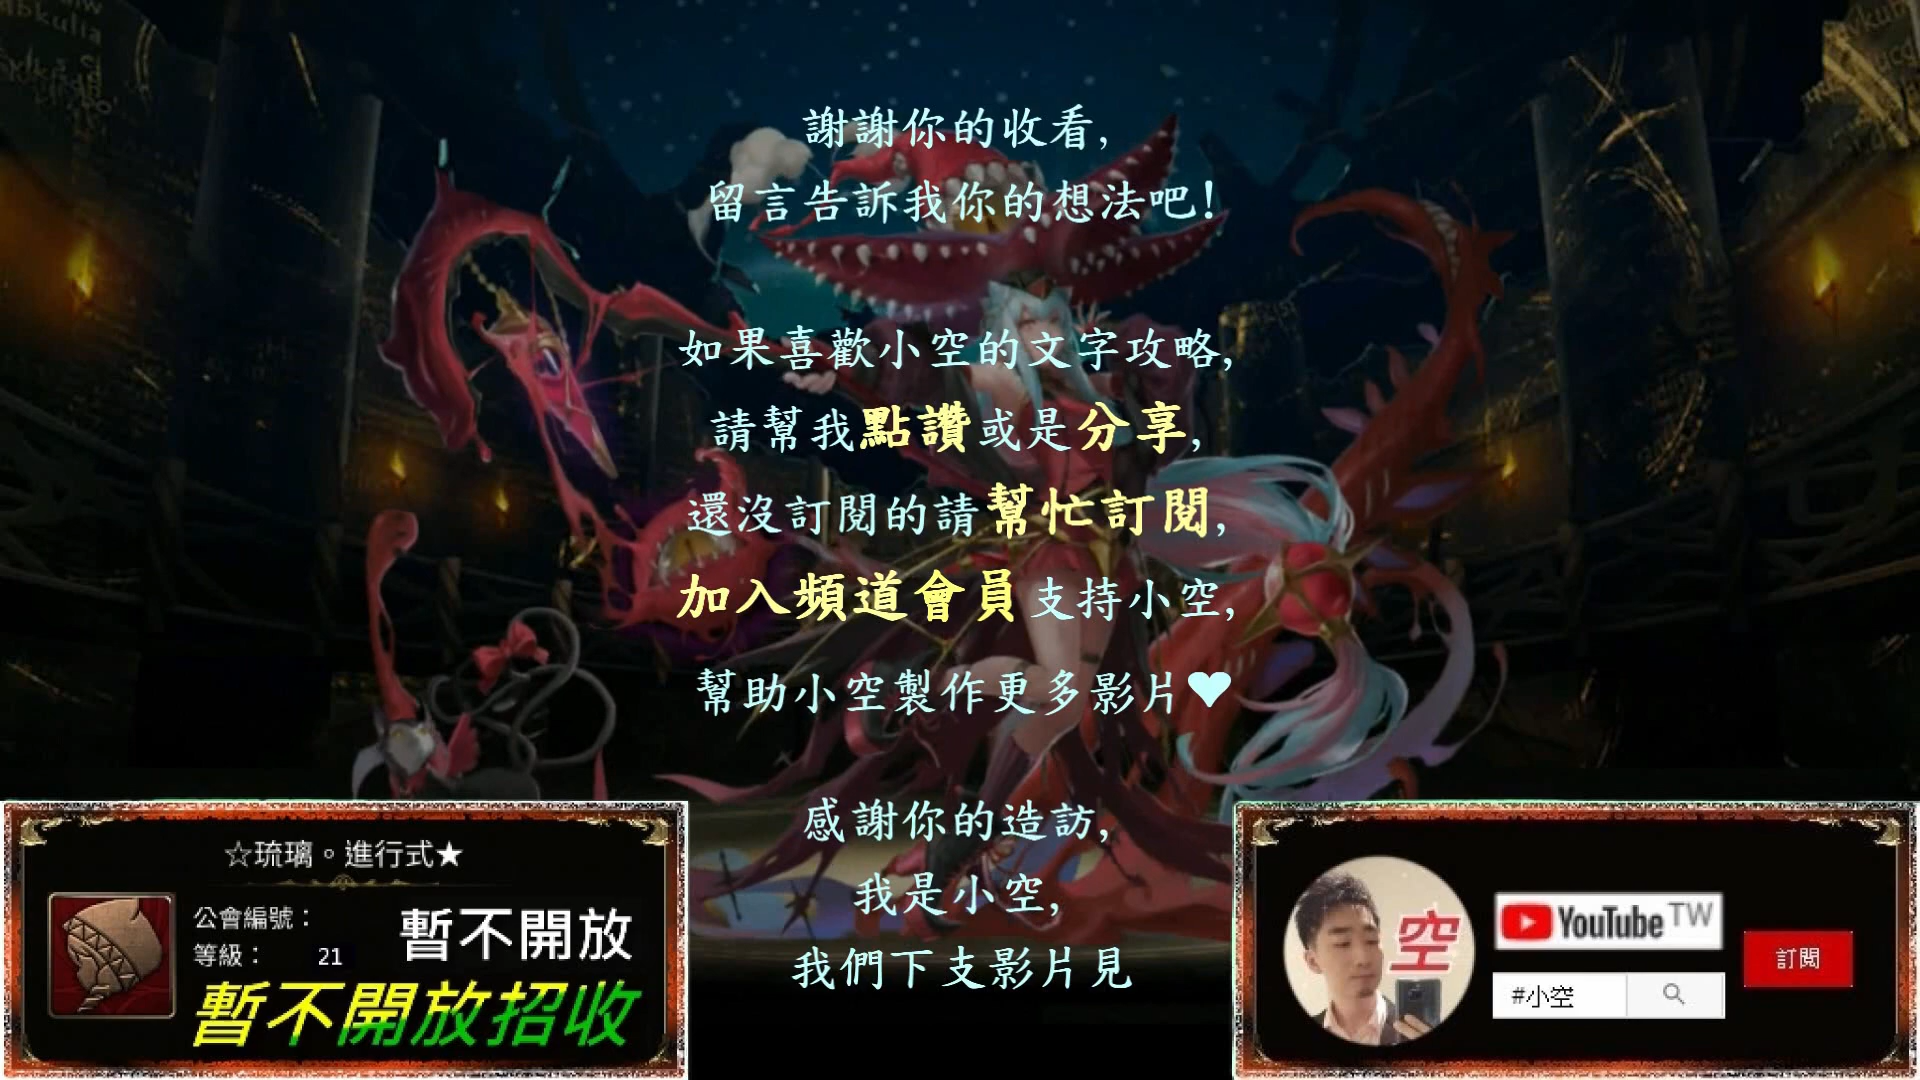 謝謝你的收看,
留言告訴我你的想法吧!
如果喜歡小空的文字攻略,
請幫我點讚或是分享,
還沒訂閱的請幫忙訂閱,
加入頻道會員支持小空,
幫助小空製作更多影片♥
感謝你的造訪,
我是小空,
我們下支影片見
☆琉璃。進行式★
公會編號：
暫不開放
等級： 21
暫不開放招收
空
YouTube TW
#小空
訂閱